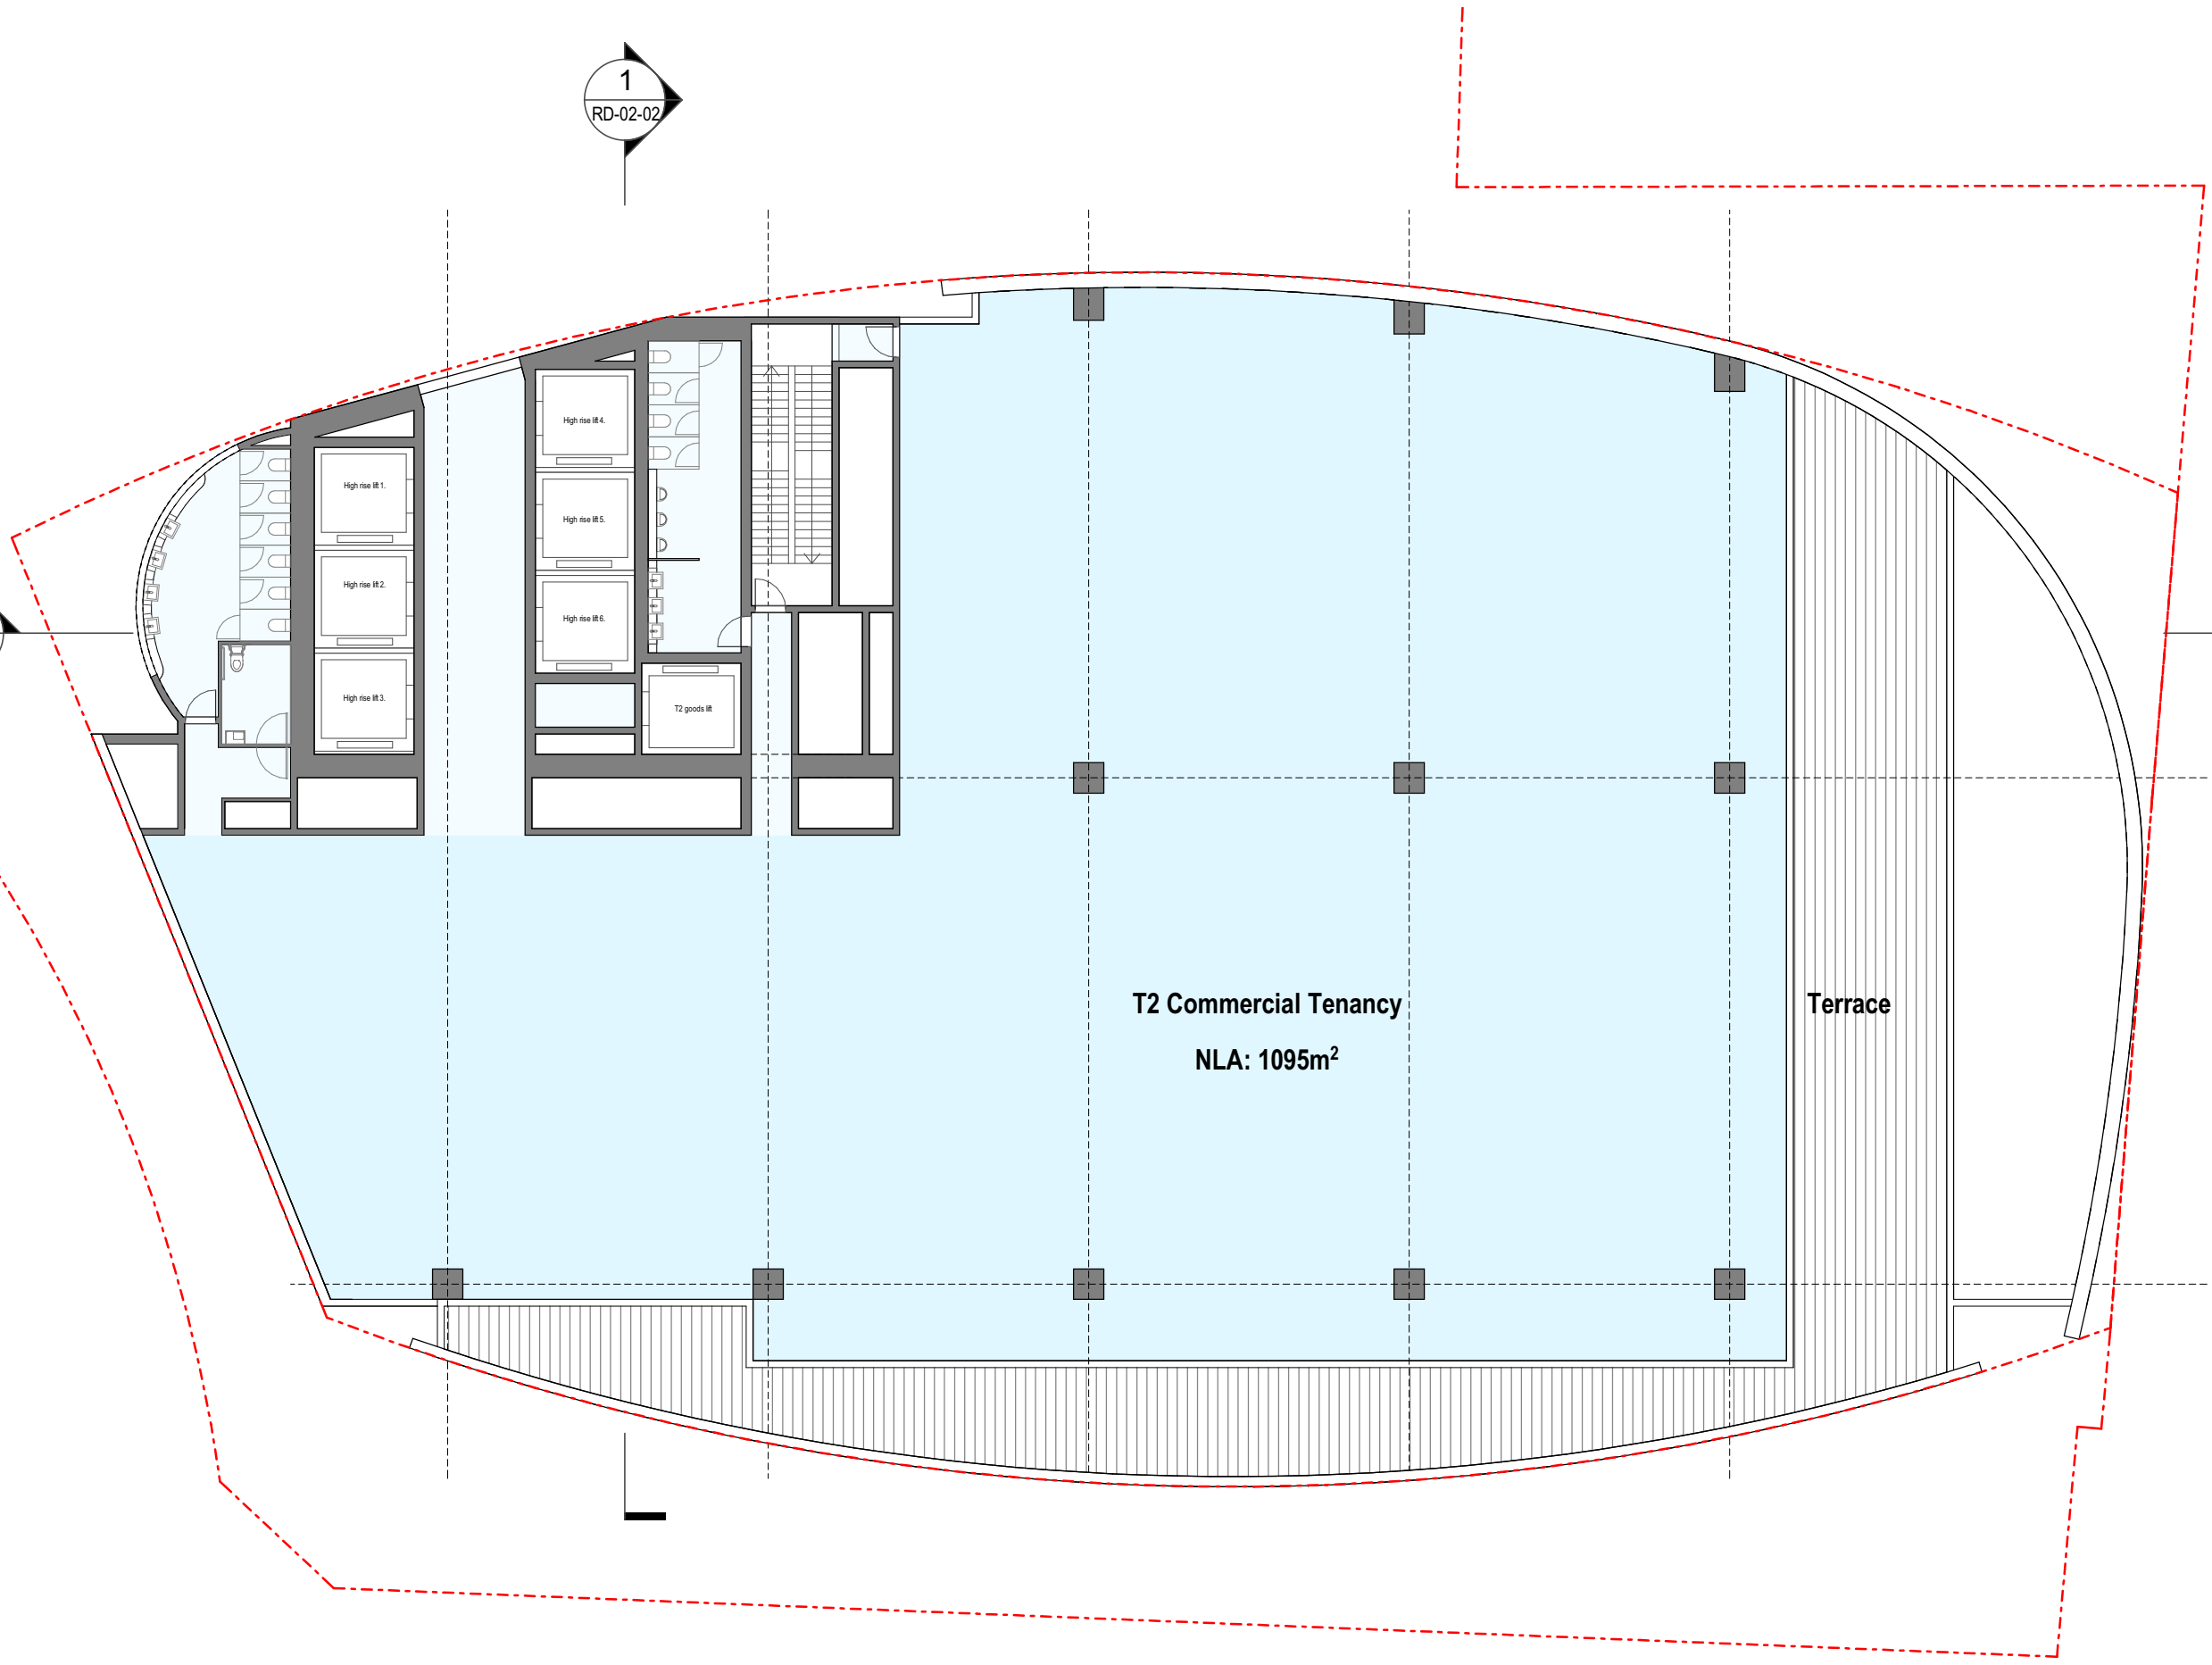 1
RD-02-02
High rise lift 4.
High rise lift 1.
High rise lift 5.
High rise lift 2.
High rise lift 6.
High rise lift 3.
T2 goods lift
T2 Commercial Tenancy
Terrace
NLA: 1095m²